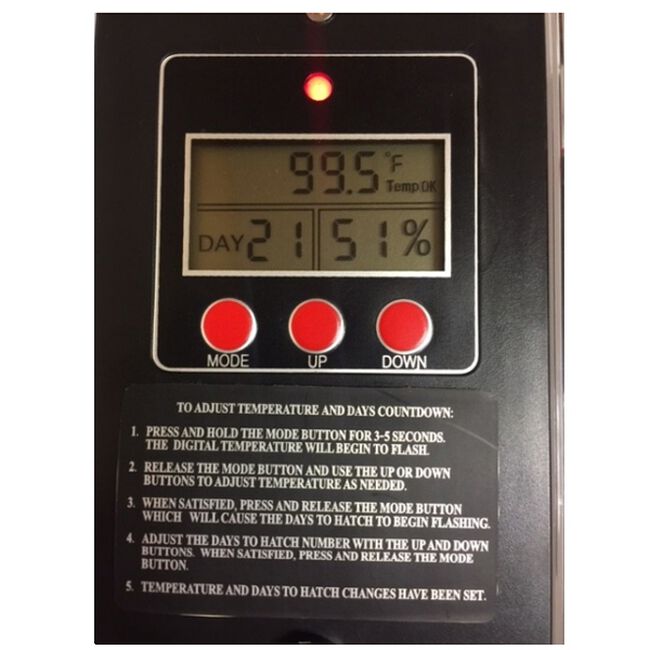 99.5 °F
Temp OK
DAY 21 51%
MODE UP DOWN
TO ADJUST TEMPERATURE AND DAYS COUNTDOWN:
1. PRESS AND HOLD THE MODE BUTTON FOR 3-5 SECONDS.
THE DIGITAL TEMPERATURE WILL BEGIN TO FLASH.
2. RELEASE THE MODE BUTTON AND USE THE UP OR DOWN
BUTTONS TO ADJUST TEMPERATURE AS NEEDED.
3. WHEN SATISFIED, PRESS AND RELEASE THE MODE BUTTON
WHICH WILL CAUSE THE DAYS TO HATCH TO BEGIN FLASHING.
4. ADJUST THE DAYS TO HATCH NUMBER WITH THE UP AND DOWN
BUTTONS. WHEN SATISFIED, PRESS AND RELEASE THE MODE
BUTTON.
5. TEMPERATURE AND DAYS TO HATCH CHANGES HAVE BEEN SET.